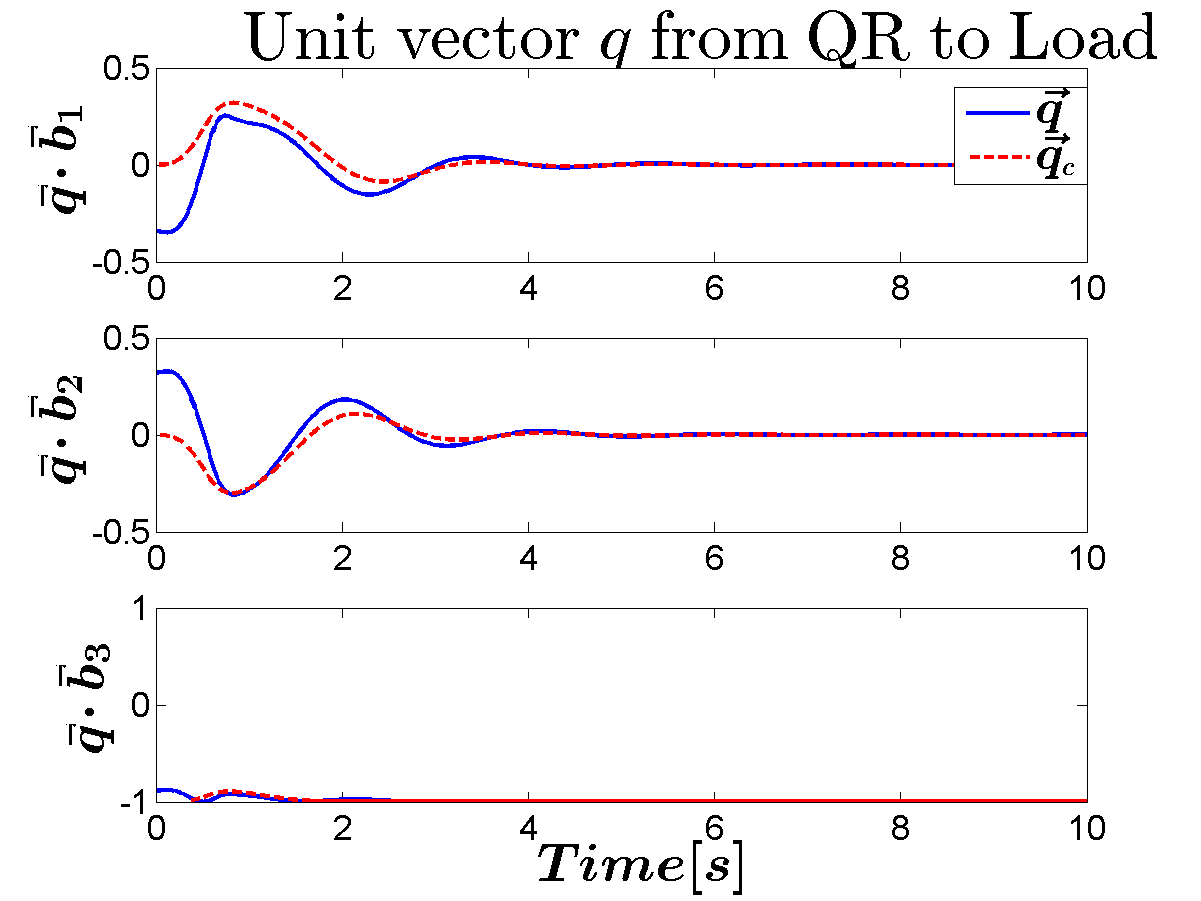 Unit vector q from QR to Load
0.5
0
-0.5
q⃗ · b⃗₁
q⃗
q⃗c
0 2 4 6 8 10
0.5
0
-0.5
q⃗ · b⃗₂
0 2 4 6 8 10
1
0
-1
q⃗ · b⃗₃
0 2 4 6 8 10
Time[s]